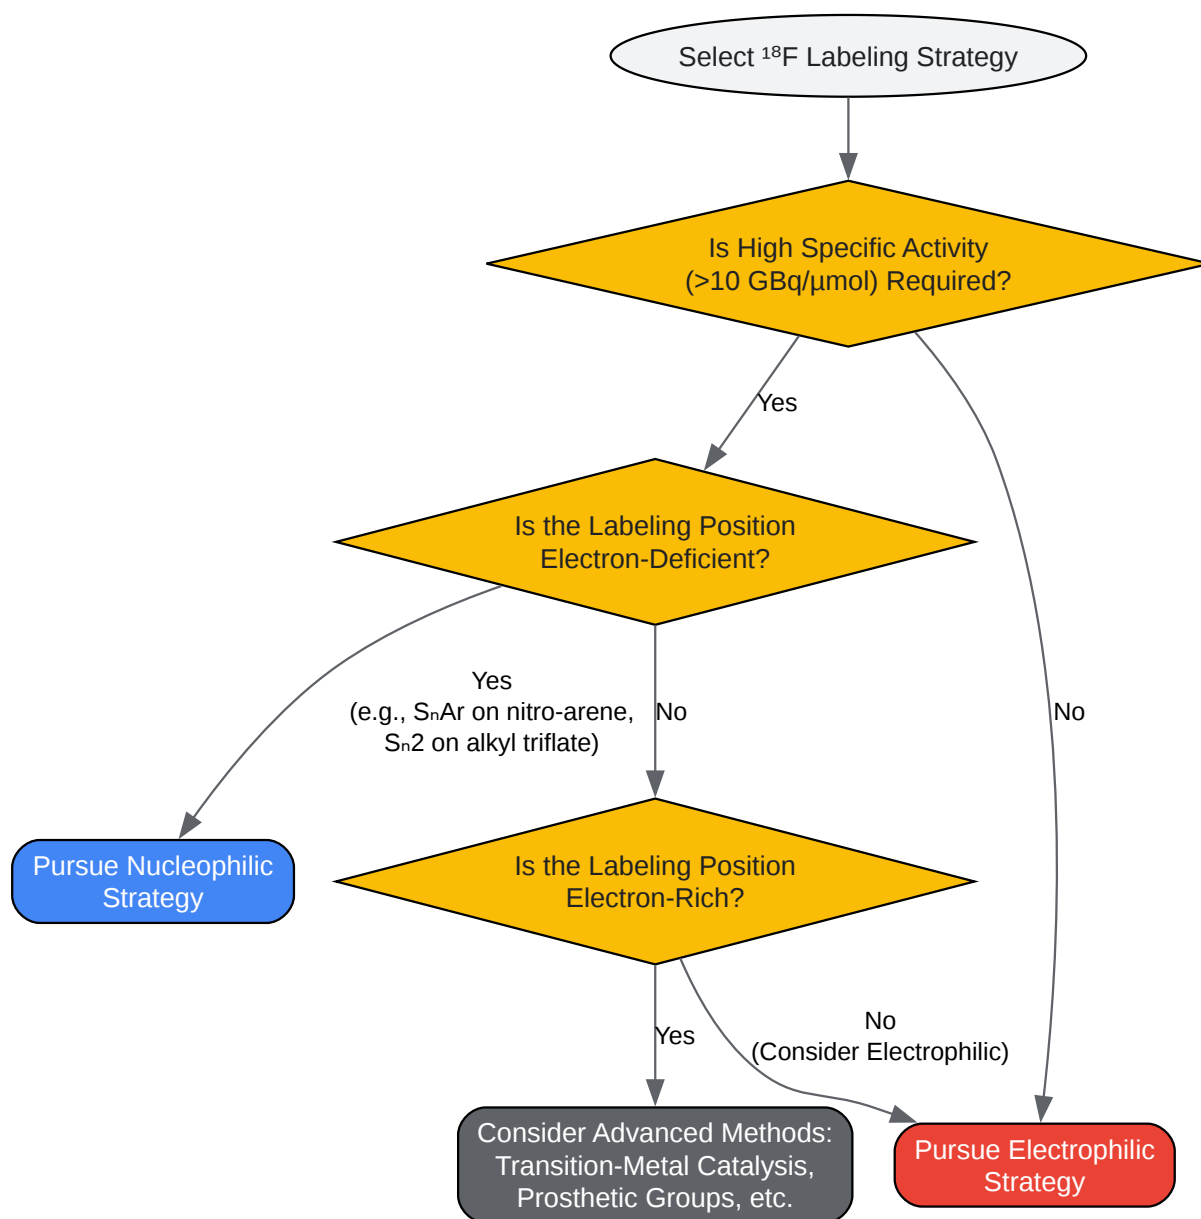 Select ¹⁸F Labeling Strategy
Is High Specific Activity
(>10 GBq/µmol) Required?
Yes
Is the Labeling Position
Electron-Deficient?
Yes
(e.g., SₙAr on nitro-arene,
Sₙ2 on alkyl triflate)
No
No
Is the Labeling Position
Electron-Rich?
Pursue Nucleophilic
Strategy
Yes
No
(Consider Electrophilic)
Consider Advanced Methods:
Transition-Metal Catalysis,
Prosthetic Groups, etc.
Pursue Electrophilic
Strategy